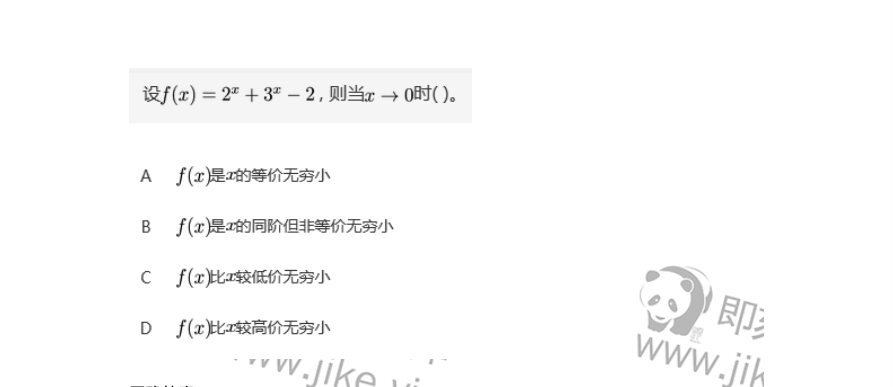 设f(x) = 2ˣ + 3ˣ − 2，则当x → 0时( )。
A f(x)是x的等价无穷小
B f(x)是x的同阶但非等价无穷小
C f(x)比x较低价无穷小
D f(x)比x较高价无穷小
即
www.jik
www.jike